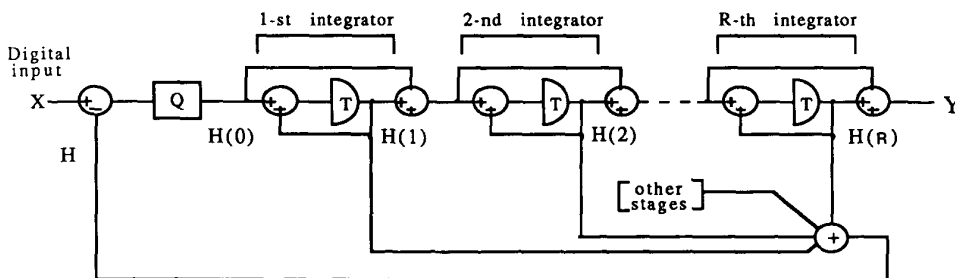 1-st integrator 2-nd integrator R-th integrator
Digital
input
X + − Q + + T + + + + T + + + + T + + Y
H H(0) H(1) H(2) H(R)
[other
stages]
+